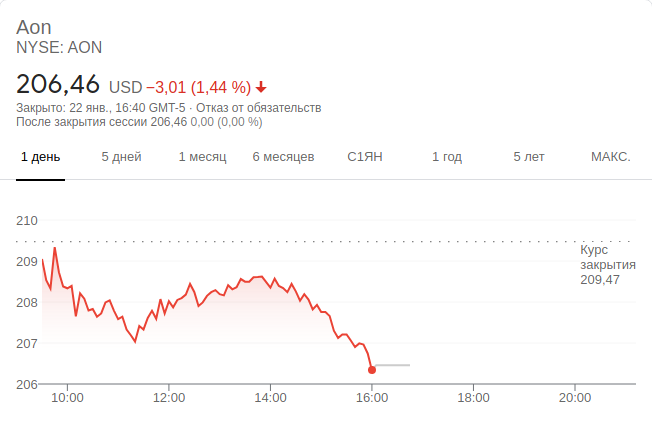 Aon
NYSE: AON
206,46 USD −3,01 (1,44 %)
Закрыто: 22 янв., 16:40 GMT-5 · Отказ от обязательств
После закрытия сессии 206,46 0,00 (0,00 %)
1 день 5 дней 1 месяц 6 месяцев С1ЯН 1 год 5 лет МАКС.
210
209
208
207
206
Курс
закрытия
209,47
10:00 12:00 14:00 16:00 18:00 20:00